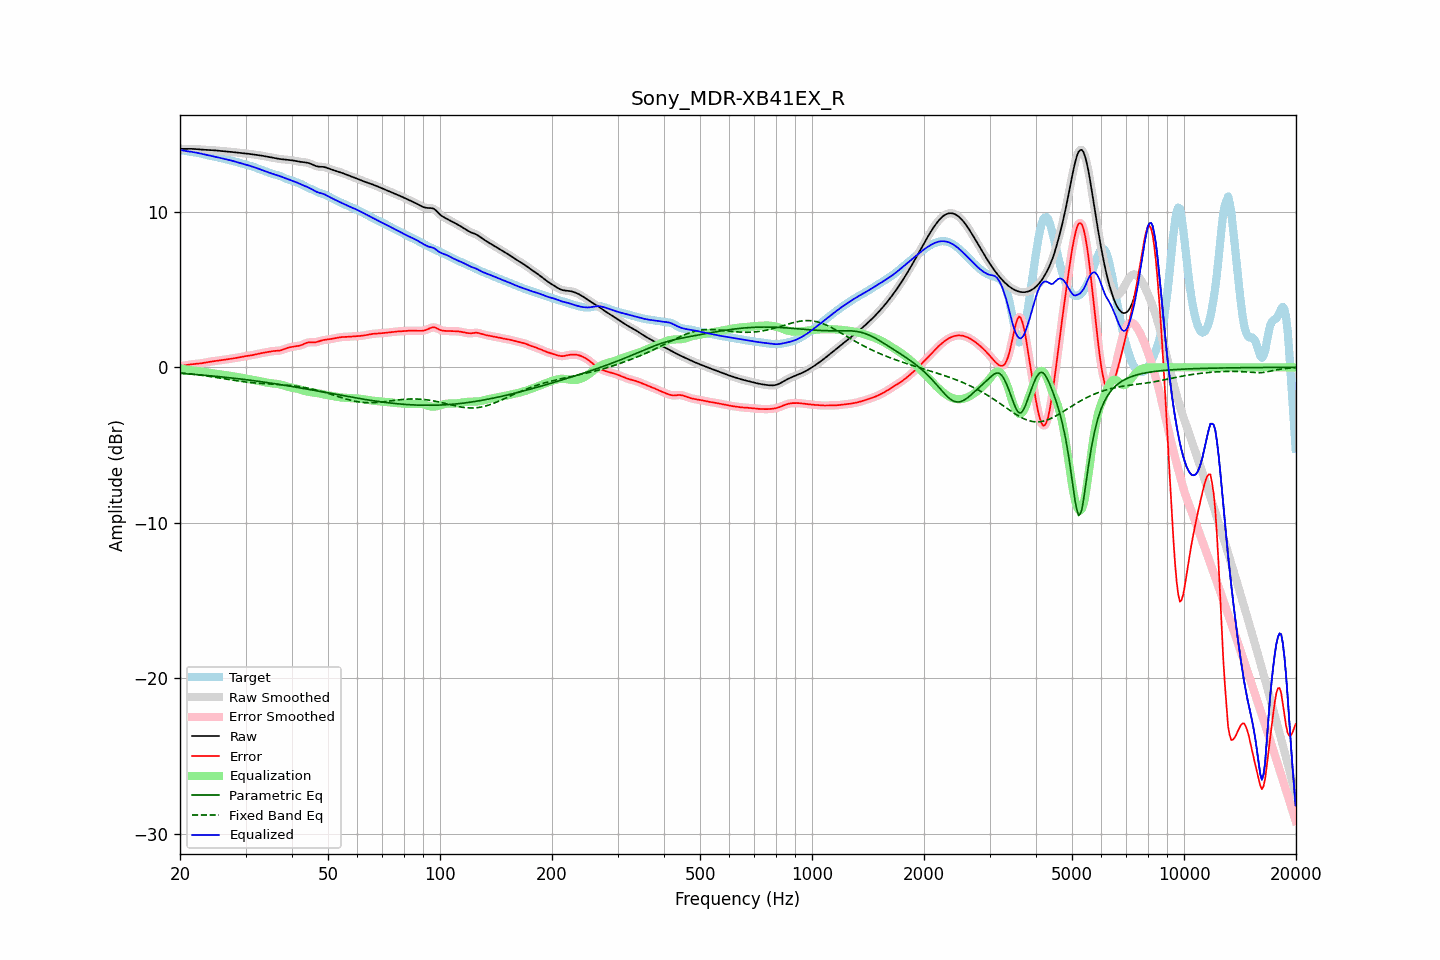 Sony_MDR-XB41EX_R
Amplitude (dBr)
10
0
−10
−20
−30
Target
Raw Smoothed
Error Smoothed
Raw
Error
Equalization
Parametric Eq
Fixed Band Eq
Equalized
20
50
100
200
500
1000
2000
5000
10000
20000
Frequency (Hz)